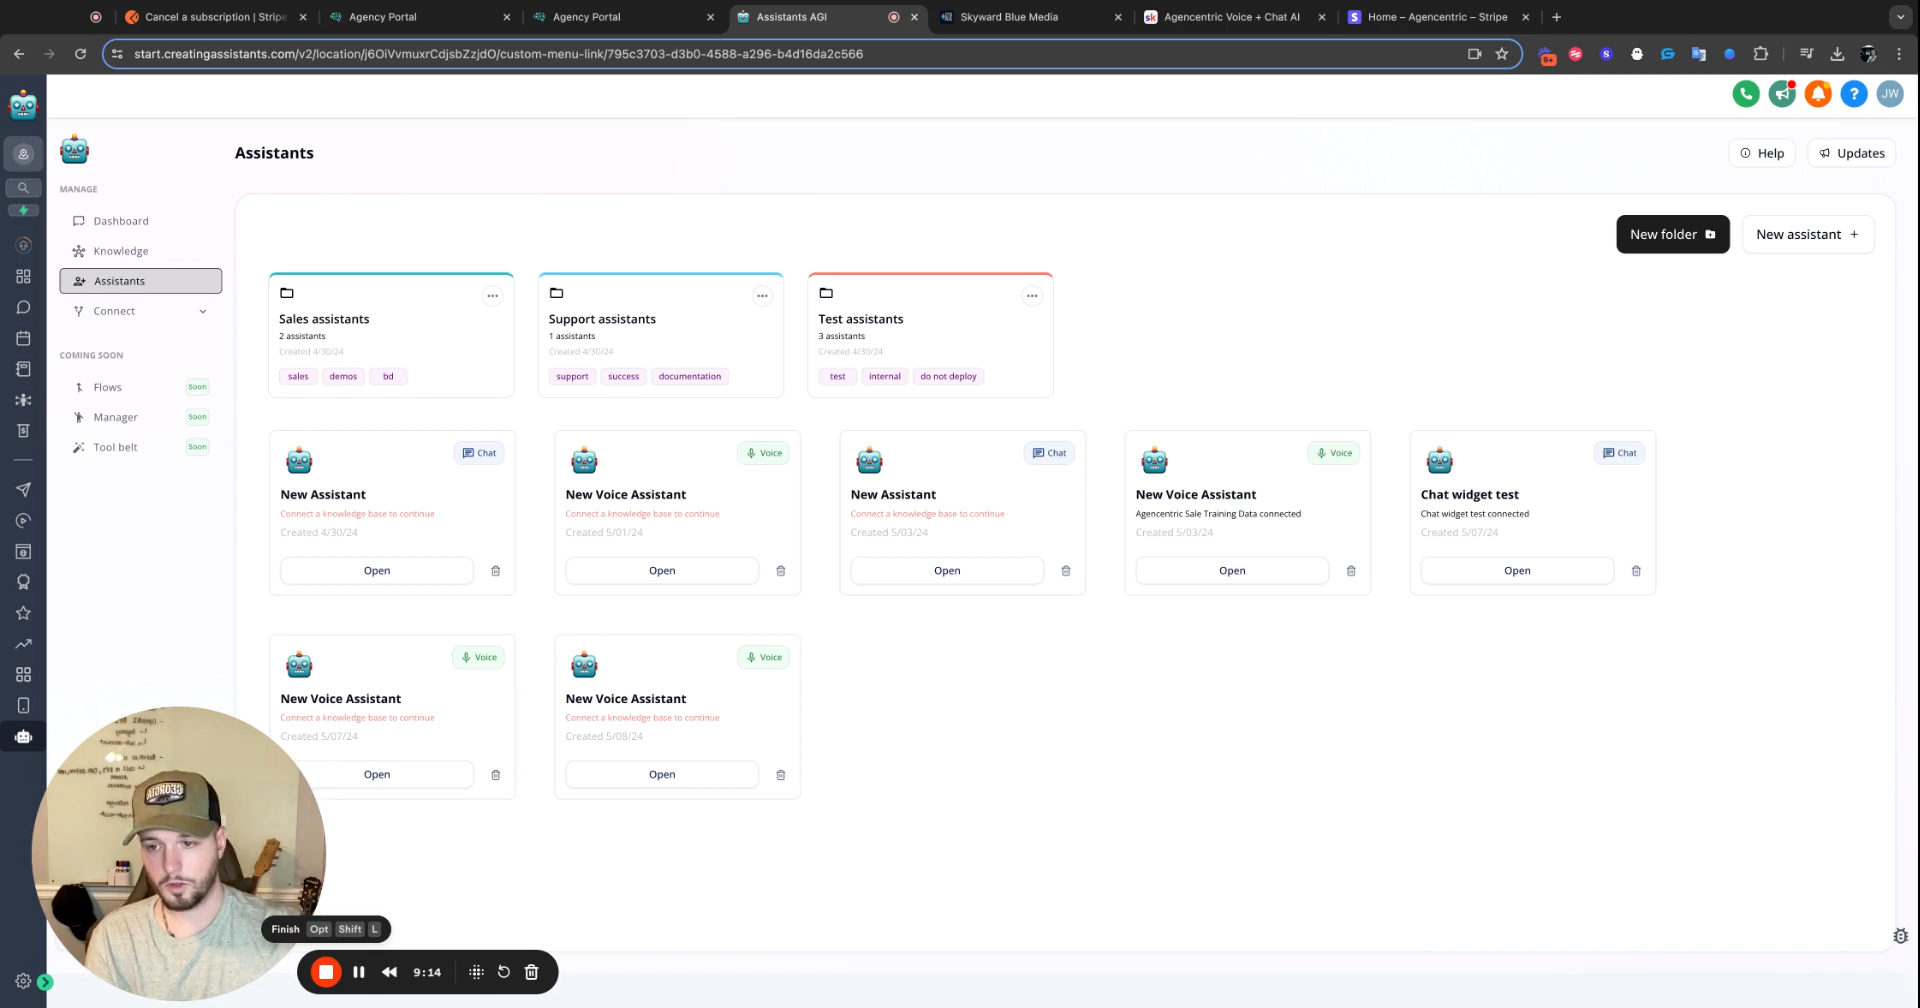 Cancel a subscription | Stripe
Agency Portal
Agency Portal
Assistants AGI
Skyward Blue Media
Agencentric Voice + Chat AI
Home – Agencentric – Stripe
start.creatingassistants.com/v2/location/j6OiVvmuxrCdjsbZzjdO/custom-menu-link/795c3703-d3b0-4588-a296-b4d16da2c566
9+
JW
Assistants
Help
Updates
MANAGE
Dashboard
Knowledge
Assistants
Connect
COMING SOON
Flows Soon
Manager Soon
Tool belt Soon
New folder
New assistant +
Sales assistants
2 assistants
Created 4/30/24
sales demos bd
Support assistants
1 assistants
Created 4/30/24
support success documentation
Test assistants
3 assistants
Created 4/30/24
test internal do not deploy
Chat
New Assistant
Connect a knowledge base to continue
Created 4/30/24
Open
Voice
New Voice Assistant
Connect a knowledge base to continue
Created 5/01/24
Open
Chat
New Assistant
Connect a knowledge base to continue
Created 5/03/24
Open
Voice
New Voice Assistant
Agencentric Sale Training Data connected
Created 5/03/24
Open
Chat
Chat widget test
Chat widget test connected
Created 5/07/24
Open
Voice
New Voice Assistant
Connect a knowledge base to continue
Created 5/07/24
Open
Voice
New Voice Assistant
Connect a knowledge base to continue
Created 5/08/24
Open
GEORGIA
Finish Opt Shift L
9:14